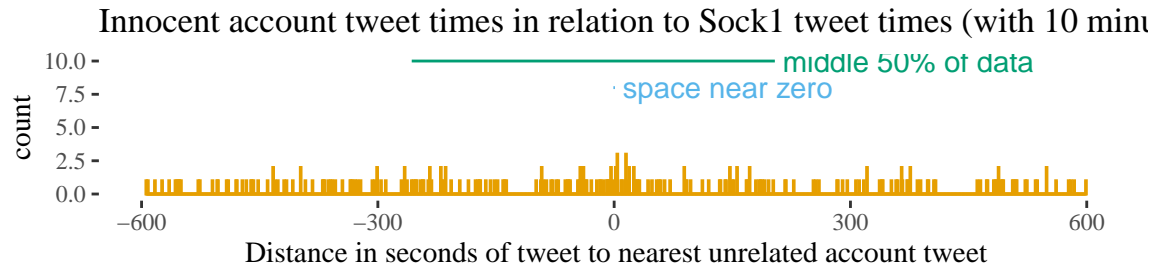 Innocent account tweet times in relation to Sock1 tweet times (with 10 minu
10.0
middle 50% of data
7.5
space near zero
5.0
count
2.5
0.0
−600 −300 0 300 600
Distance in seconds of tweet to nearest unrelated account tweet